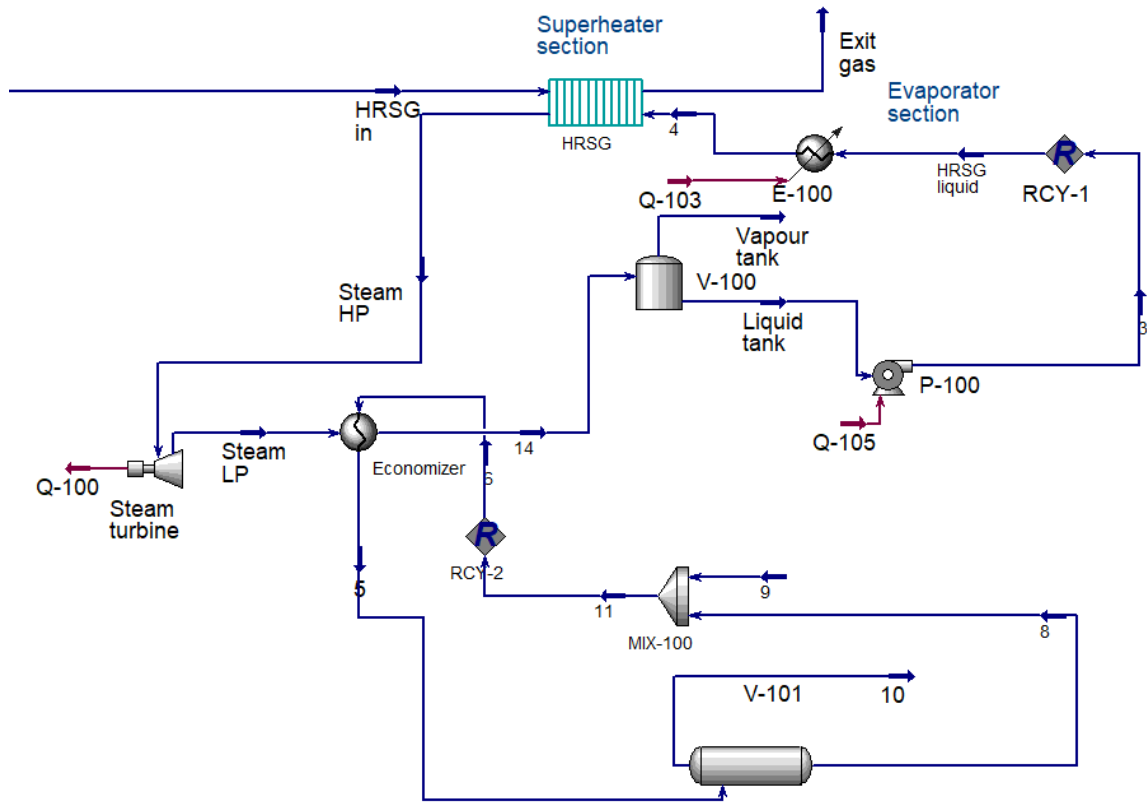 Superheater
section
Exit
gas
HRSG
in
HRSG
4
Evaporator
section
R
HRSG
liquid
RCY-1
Q-103
E-100
Vapour
tank
V-100
Steam
HP
Liquid
tank
3
P-100
Q-105
Steam
LP
14
Economizer
6
Q-100
Steam
turbine
R
RCY-2
5
11
9
8
MIX-100
V-101
10